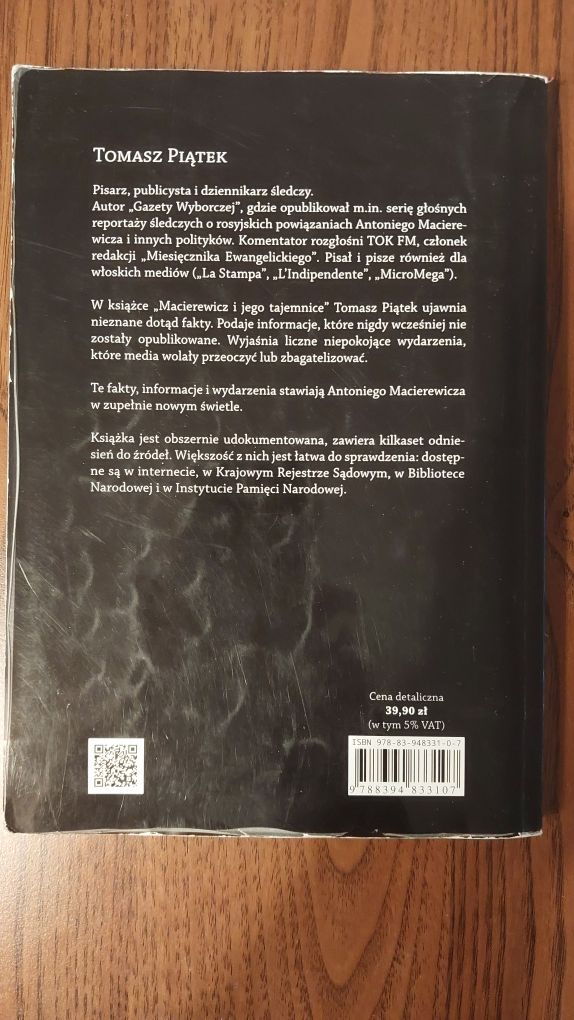 Tomasz Piątek
Pisarz, publicysta i dziennikarz śledczy.
Autor „Gazety Wyborczej”, gdzie opublikował m.in. serię głośnych
reportaży śledczych o rosyjskich powiązaniach Antoniego Maciere-
wicza i innych polityków. Komentator rozgłośni TOK FM, członek
redakcji „Miesięcznika Ewangelickiego”. Pisał i pisze również dla
włoskich mediów („La Stampa”, „L’Indipendente”, „MicroMega”).
W książce „Macierewicz i jego tajemnice” Tomasz Piątek ujawnia
nieznane dotąd fakty. Podaje informacje, które nigdy wcześniej nie
zostały opublikowane. Wyjaśnia liczne niepokojące wydarzenia,
które media wolały przeoczyć lub zbagatelizować.
Te fakty, informacje i wydarzenia stawiają Antoniego Macierewicza
w zupełnie nowym świetle.
Książka jest obszernie udokumentowana, zawiera kilkaset odnie-
sień do źródeł. Większość z nich jest łatwa do sprawdzenia: dostęp-
ne są w internecie, w Krajowym Rejestrze Sądowym, w Bibliotece
Narodowej i w Instytucie Pamięci Narodowej.
Cena detaliczna
39,90 zł
(w tym 5% VAT)
ISBN 978-83-948331-0-7
9 788394 833107